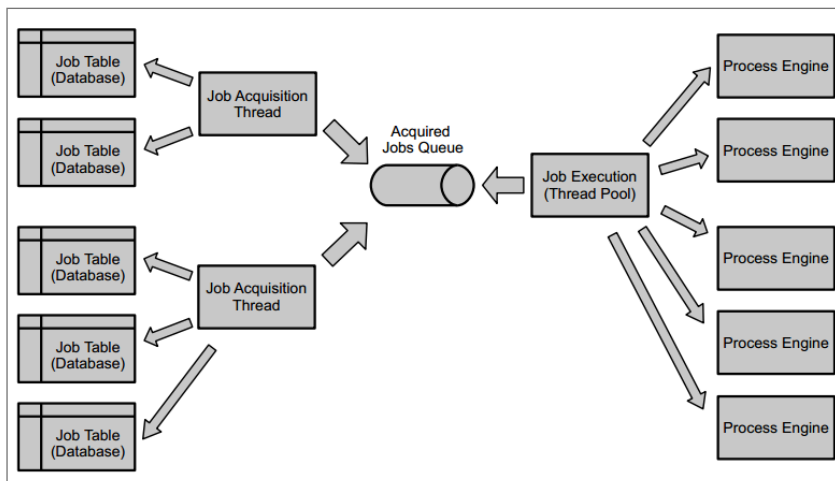 Job Table
(Database)
Job Table
(Database)
Job Table
(Database)
Job Table
(Database)
Job Table
(Database)
Job Acquisition
Thread
Job Acquisition
Thread
Acquired
Jobs Queue
Job Execution
(Thread Pool)
Process Engine
Process Engine
Process Engine
Process Engine
Process Engine